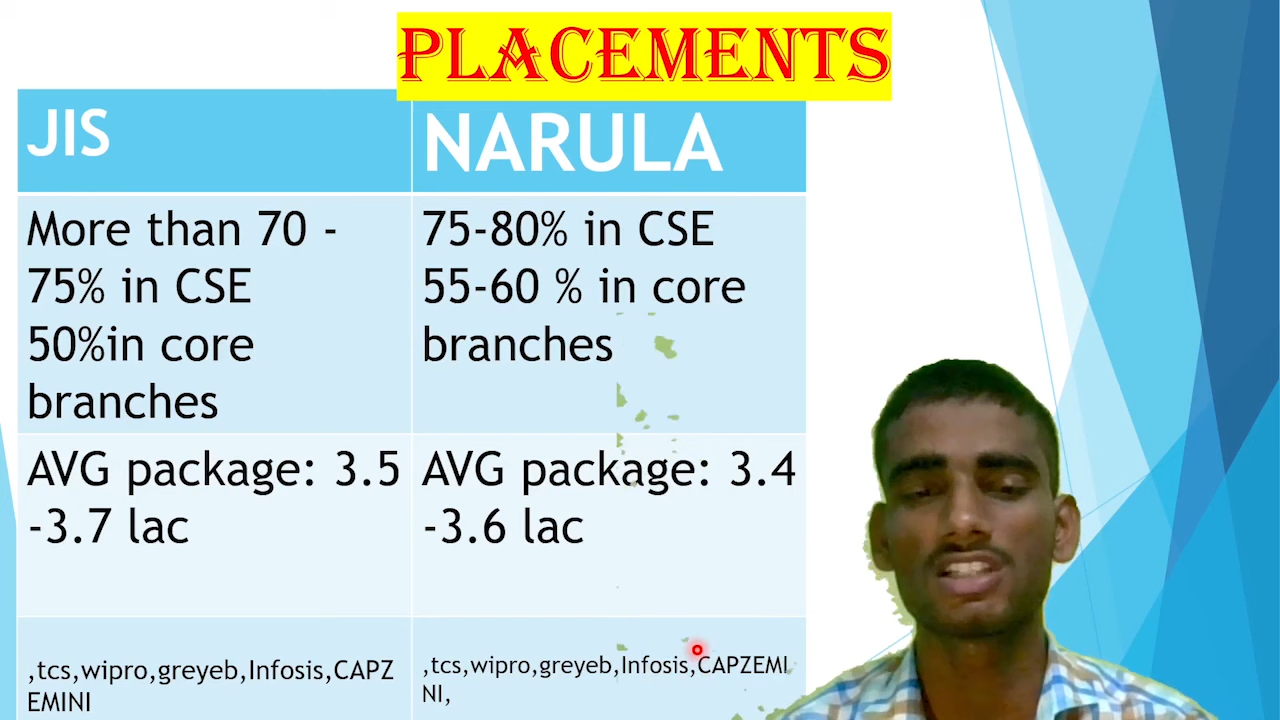 PLACEMENTS
JIS
NARULA
More than 70 -
75% in CSE
50%in core
branches
75-80% in CSE
55-60 % in core
branches
AVG package: 3.5
-3.7 lac
AVG package: 3.4
-3.6 lac
,tcs,wipro,greyeb,Infosis,CAPZ
EMINI
,tcs,wipro,greyeb,Infosis,CAPZEMI
NI,